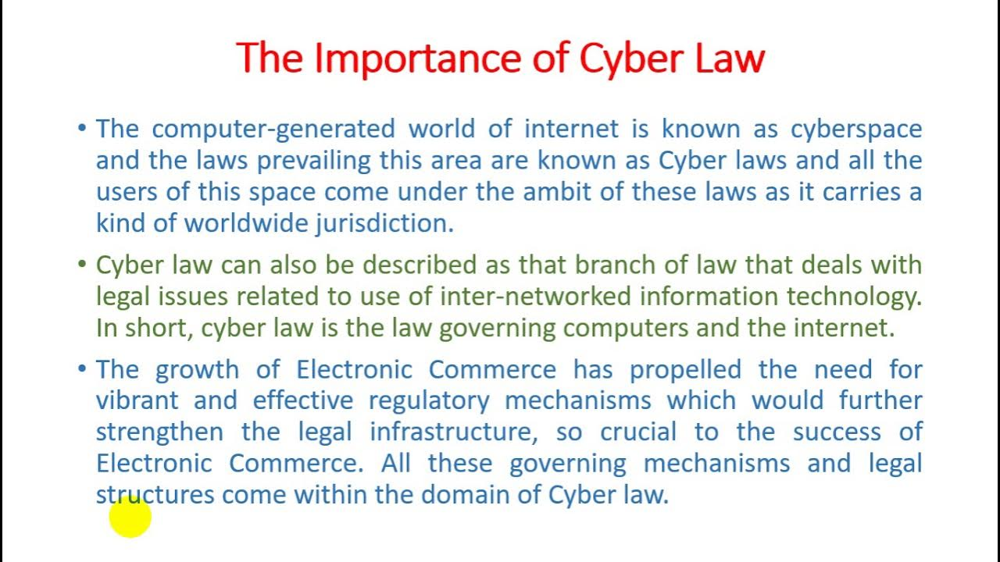 The Importance of Cyber Law
• The computer-generated world of internet is known as cyberspace
and the laws prevailing this area are known as Cyber laws and all the
users of this space come under the ambit of these laws as it carries a
kind of worldwide jurisdiction.
• Cyber law can also be described as that branch of law that deals with
legal issues related to use of inter-networked information technology.
In short, cyber law is the law governing computers and the internet.
• The growth of Electronic Commerce has propelled the need for
vibrant and effective regulatory mechanisms which would further
strengthen the legal infrastructure, so crucial to the success of
Electronic Commerce. All these governing mechanisms and legal
structures come within the domain of Cyber law.